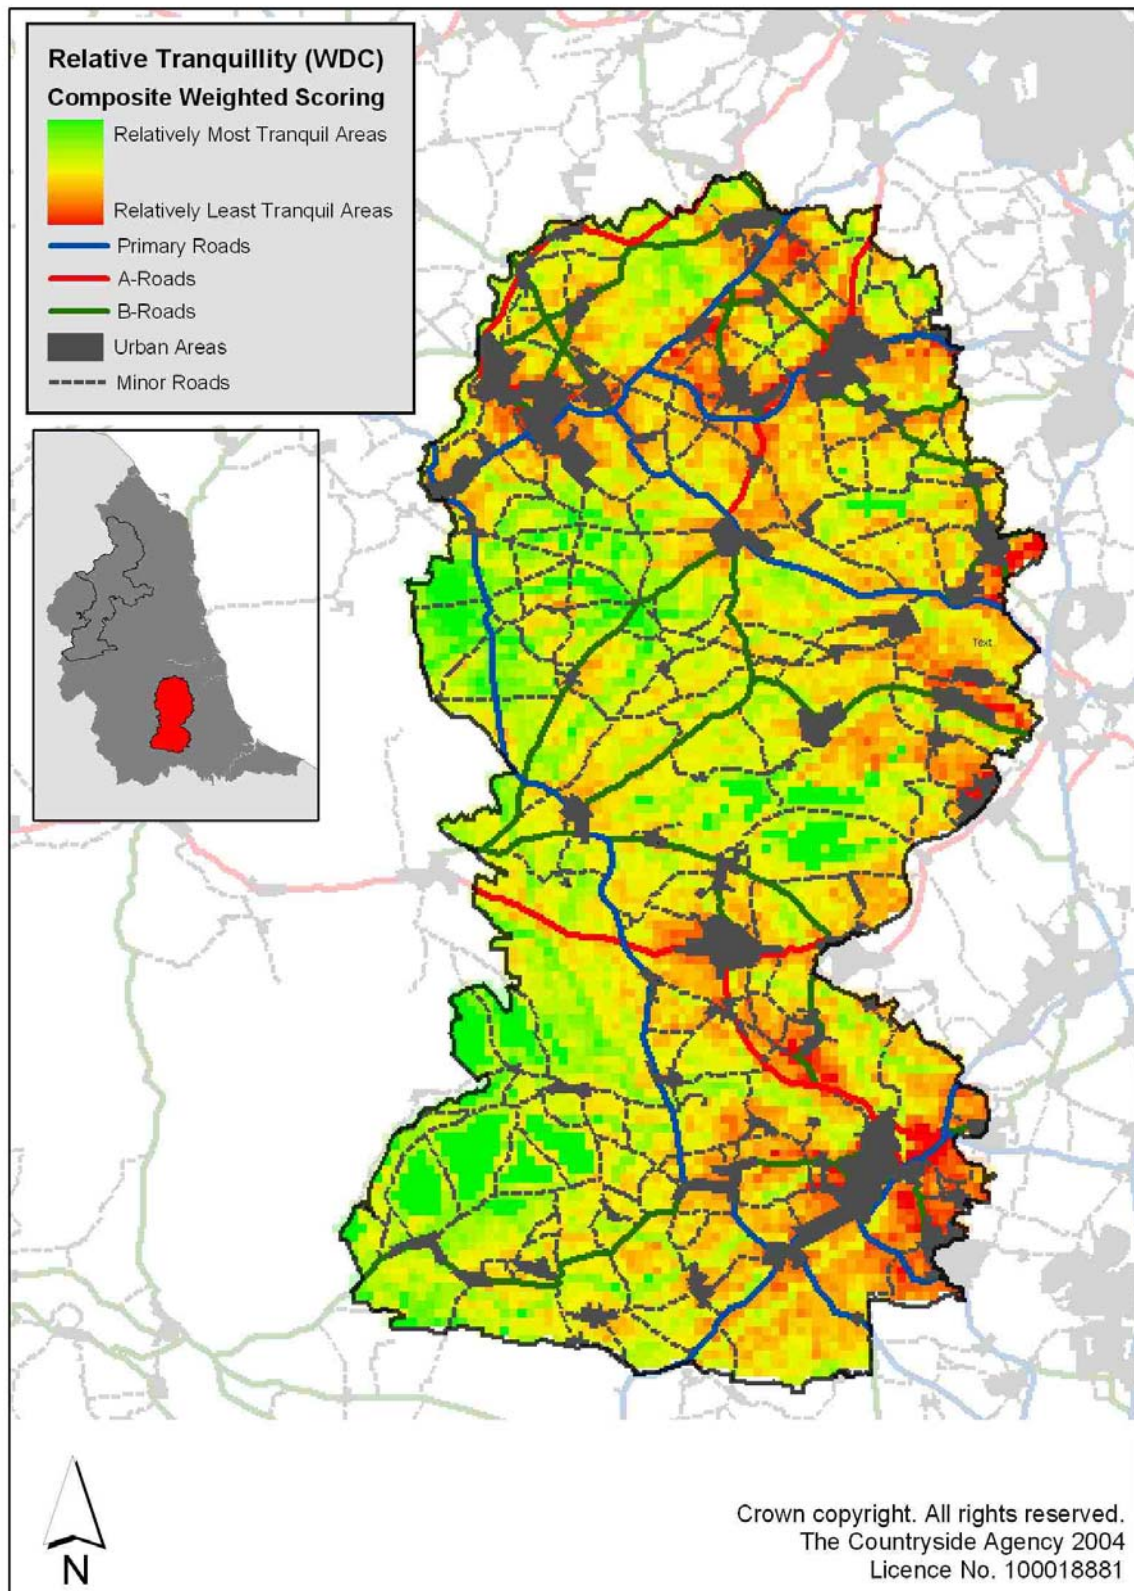 Relative Tranquillity (WDC)
Composite Weighted Scoring
Relatively Most Tranquil Areas
Relatively Least Tranquil Areas
Primary Roads
A-Roads
B-Roads
Urban Areas
Minor Roads
Text
N
Crown copyright. All rights reserved.
The Countryside Agency 2004
Licence No. 100018881